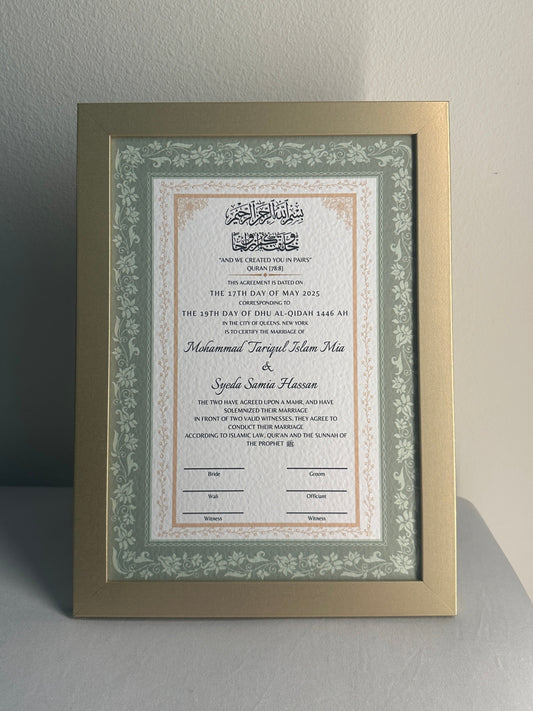 بسم الله الرحمن الرحيم
وخلقناكم أزواجا
"AND WE CREATED YOU IN PAIRS"
QURAN [78:8]
THIS AGREEMENT IS DATED ON
THE 17TH DAY OF MAY 2025
CORRESPONDING TO
THE 19TH DAY OF DHU AL-QIDAH 1446 AH
IN THE CITY OF QUEENS, NEW YORK
IS TO CERTIFY THE MARRIAGE OF
Mohammad Tariqul Islam Mia
&
Syeda Samia Hassan
THE TWO HAVE AGREED UPON A MAHR, AND HAVE
SOLEMNIZED THEIR MARRIAGE
IN FRONT OF TWO VALID WITNESSES, THEY AGREE TO
CONDUCT THEIR MARRIAGE
ACCORDING TO ISLAMIC LAW, QUR'AN AND THE SUNNAH OF
THE PROPHET ﷺ
Bride Groom
Wali Officiant
Witness Witness